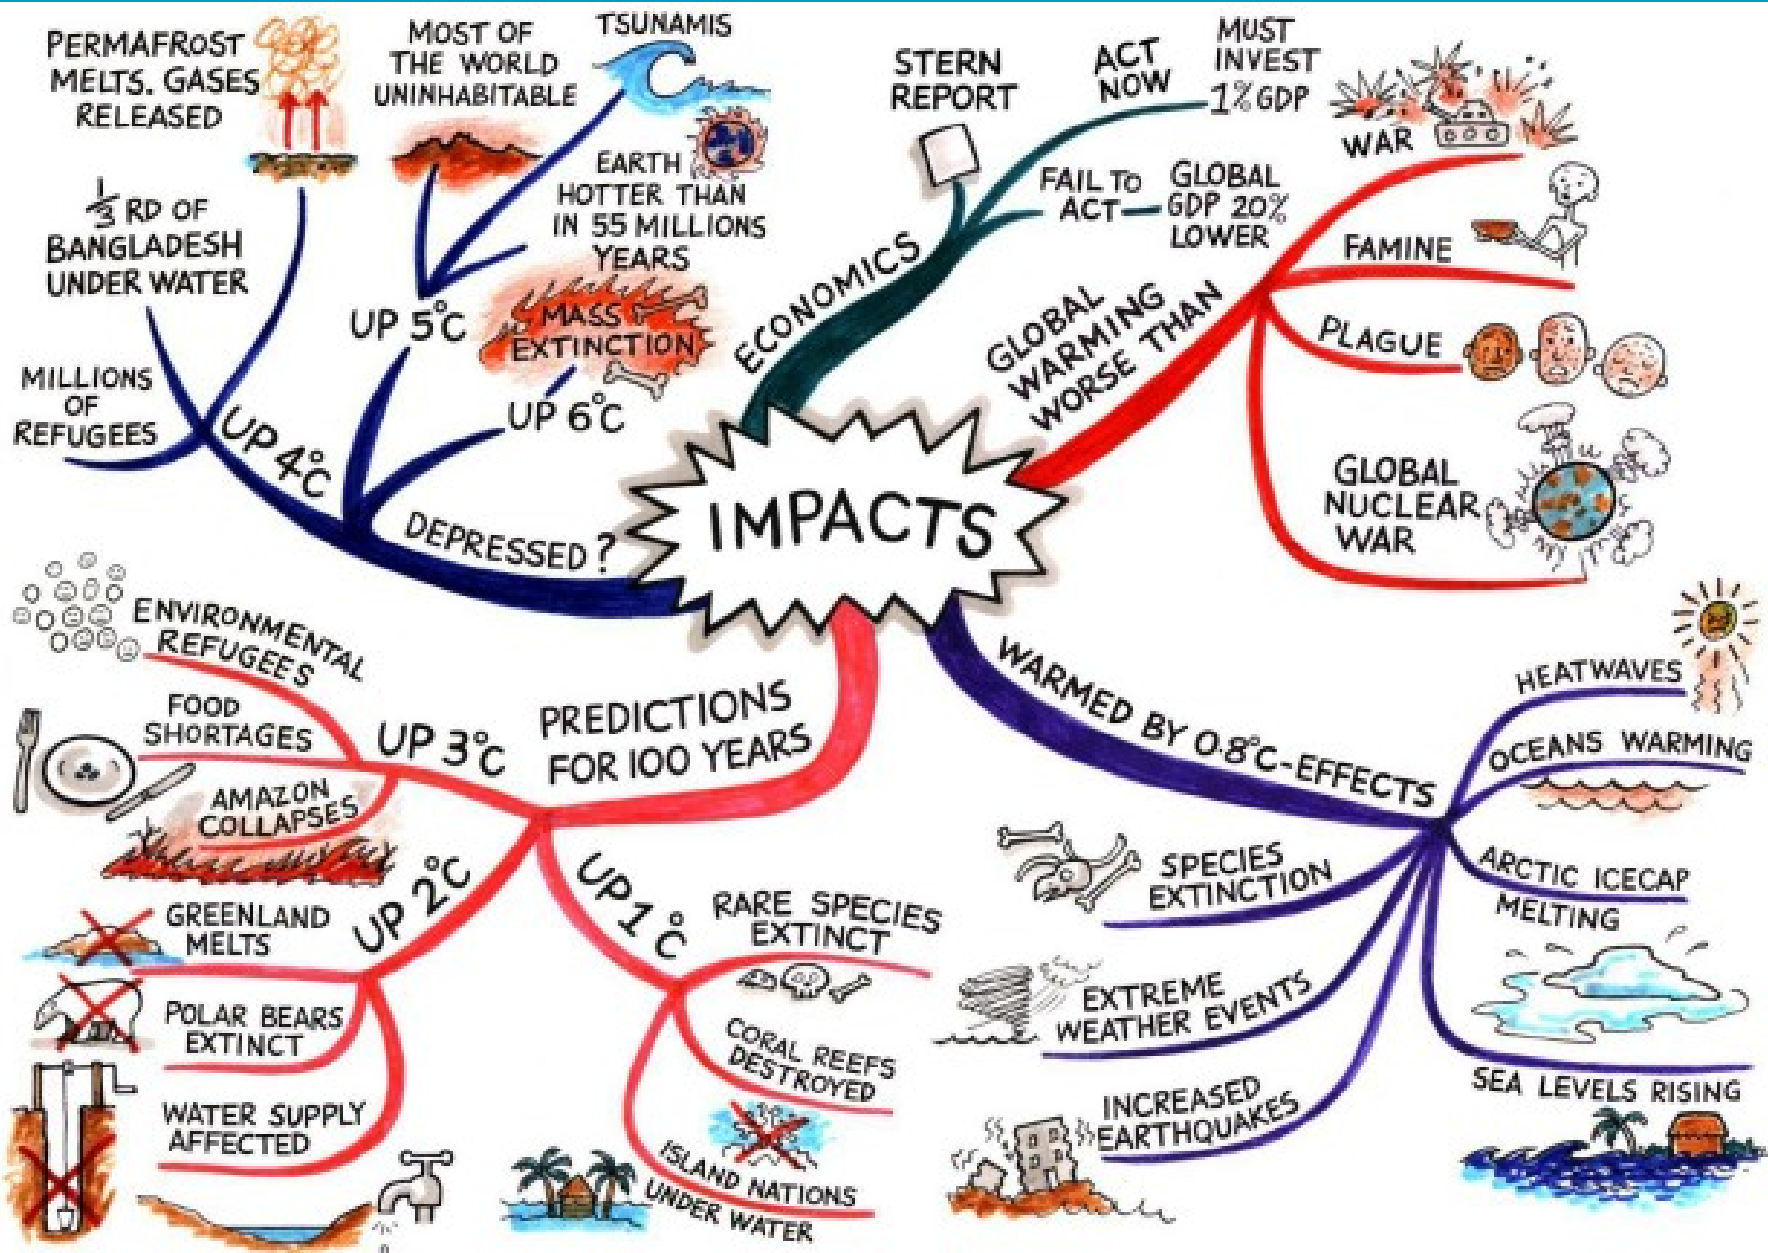 PERMAFROST
MELTS. GASES
RELEASED
MOST OF
THE WORLD
UNINHABITABLE
TSUNAMIS
EARTH
HOTTER THAN
IN 55 MILLIONS
YEARS
1/3 RD OF
BANGLADESH
UNDER WATER
MILLIONS
OF
REFUGEES
UP 4°C
UP 5°C
MASS
EXTINCTION
UP 6°C
DEPRESSED?
STERN
REPORT
ACT
NOW
MUST
INVEST
1% GDP
FAIL TO
ACT
GLOBAL
GDP 20%
LOWER
ECONOMICS
GLOBAL
WARMING
WORSE THAN
WAR
FAMINE
PLAGUE
GLOBAL
NUCLEAR
WAR
IMPACTS
ENVIRONMENTAL
REFUGEES
FOOD
SHORTAGES
AMAZON
COLLAPSES
UP 3°C
PREDICTIONS
FOR 100 YEARS
UP 2°C
GREENLAND
MELTS
POLAR BEARS
EXTINCT
WATER SUPPLY
AFFECTED
UP 1°C
RARE SPECIES
EXTINCT
CORAL REEFS
DESTROYED
ISLAND NATIONS
UNDER WATER
WARMED BY 0.8°C-EFFECTS
HEATWAVES
OCEANS WARMING
ARCTIC ICECAP
MELTING
SEA LEVELS RISING
SPECIES
EXTINCTION
EXTREME
WEATHER EVENTS
INCREASED
EARTHQUAKES